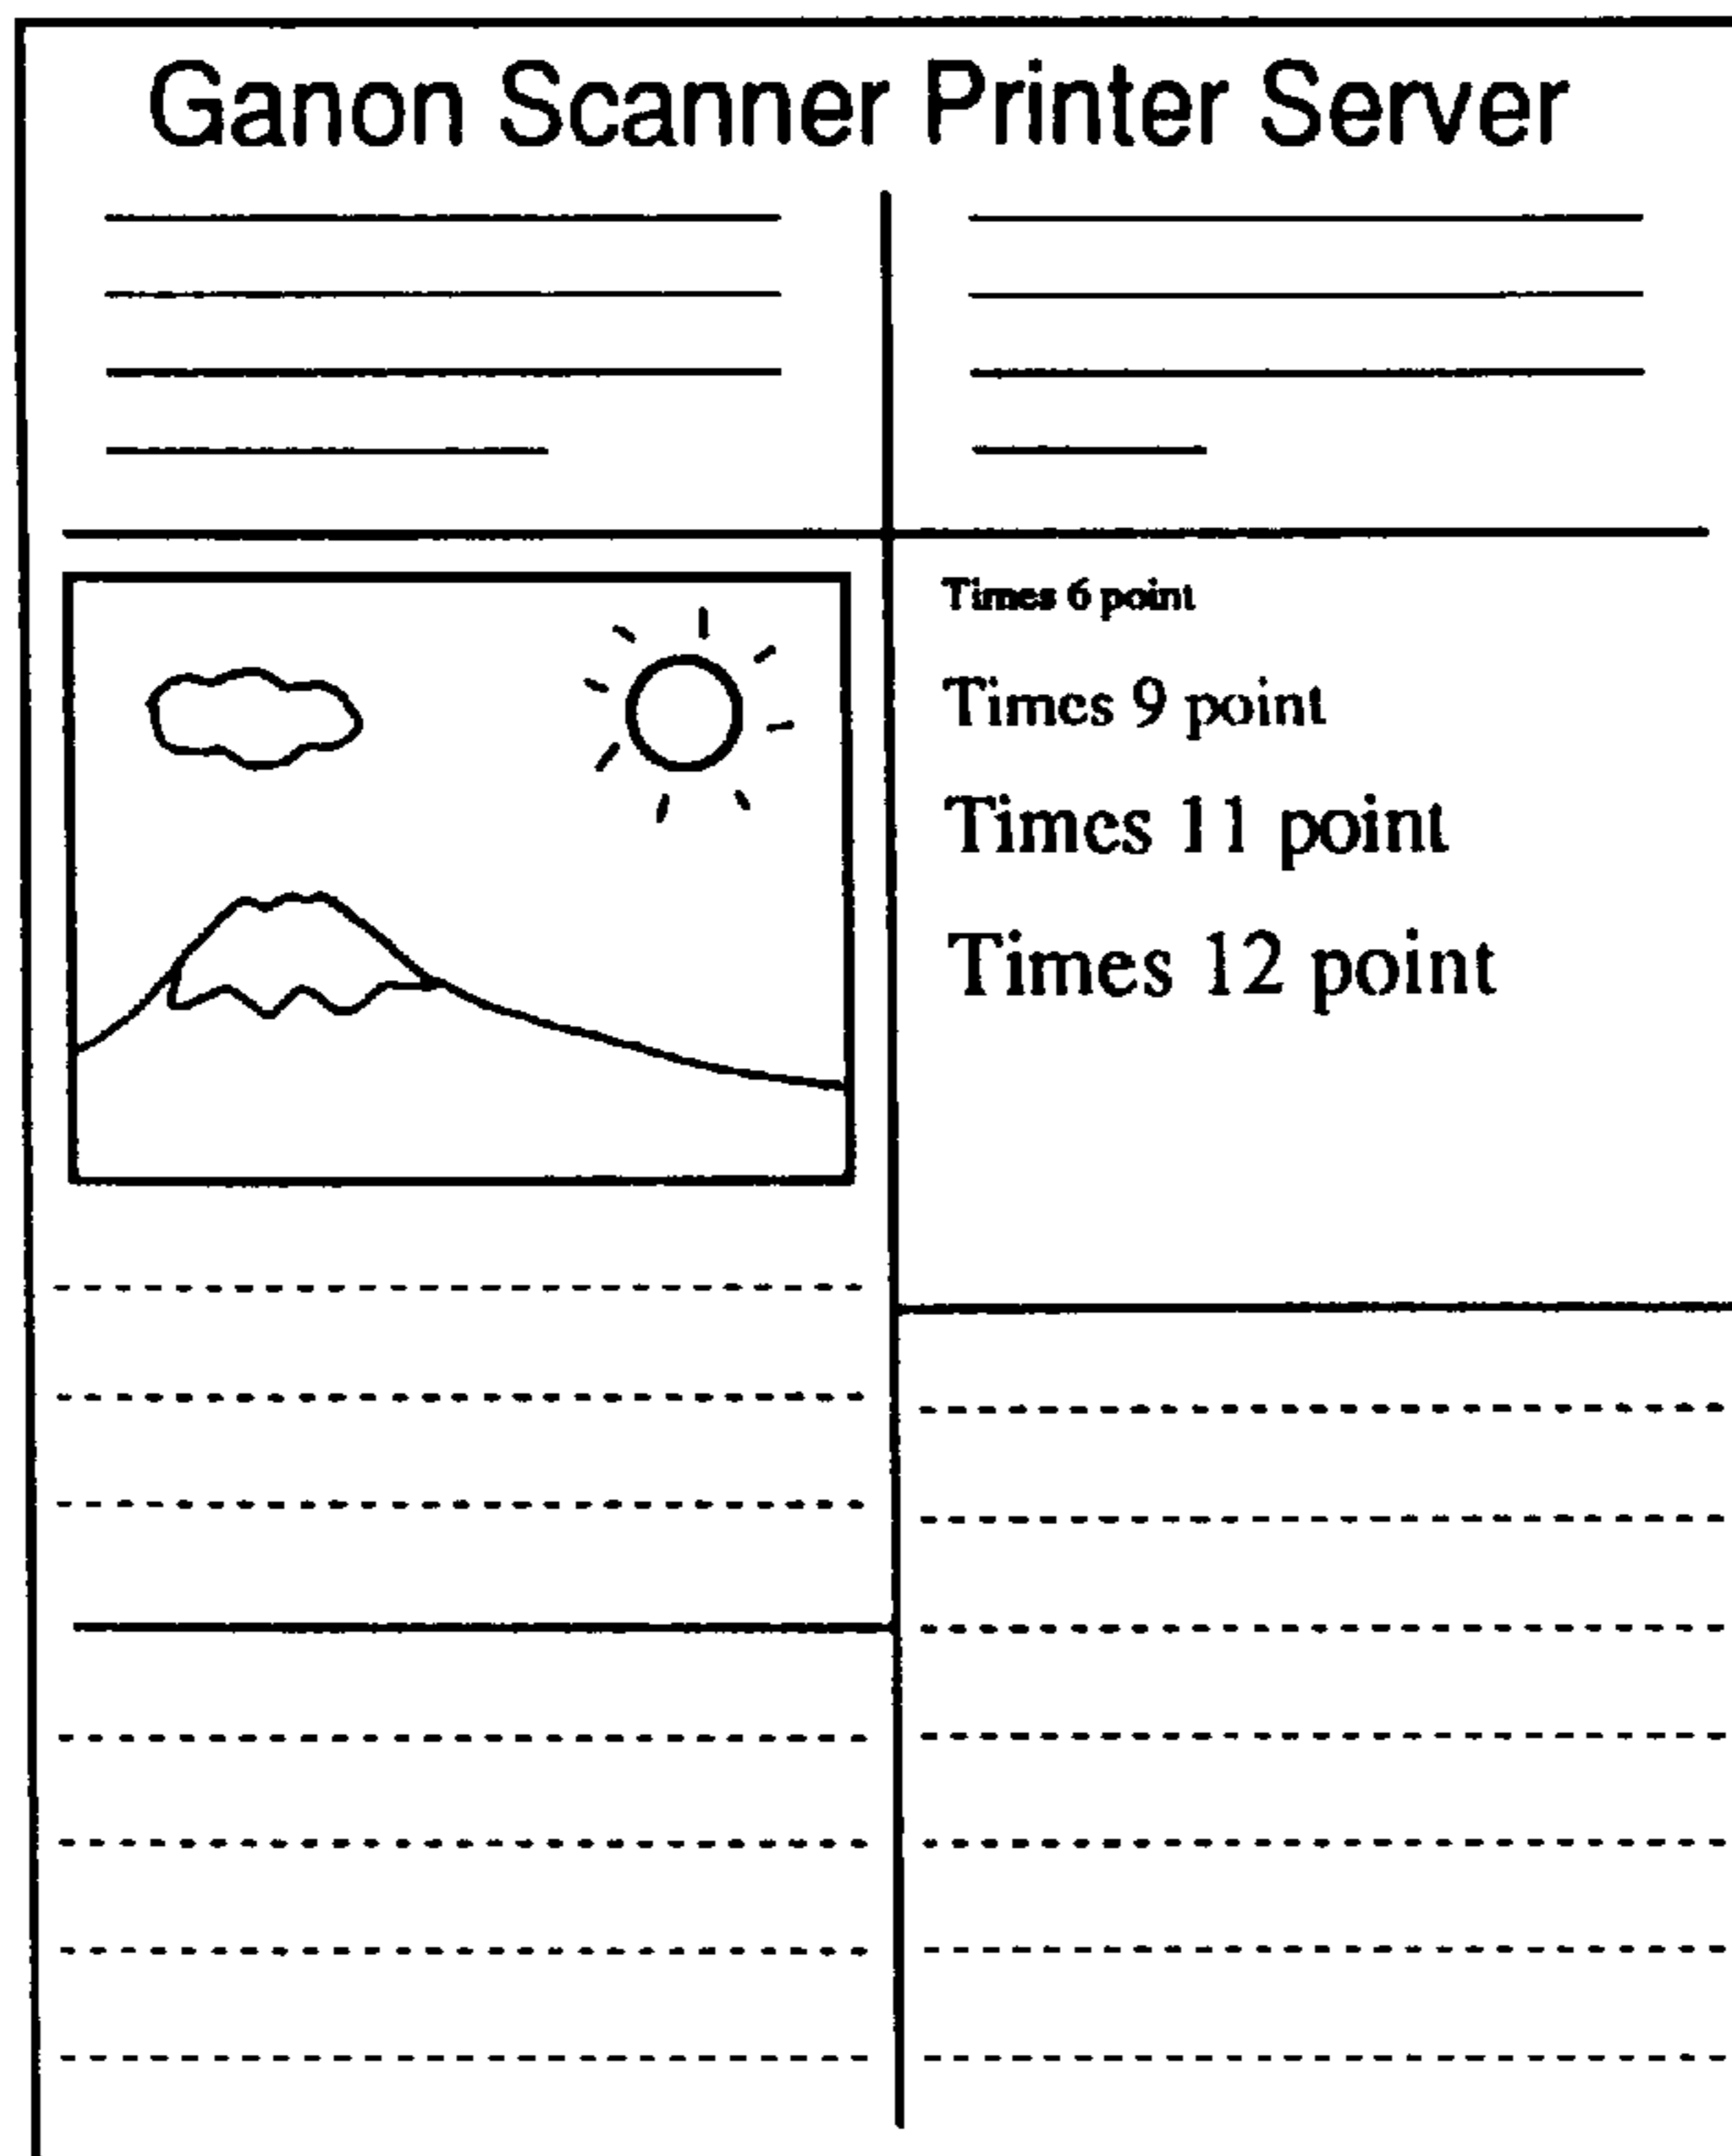 Ganon Scanner Printer Server
Times 6 point
Times 9 point
Times 11 point
Times 12 point